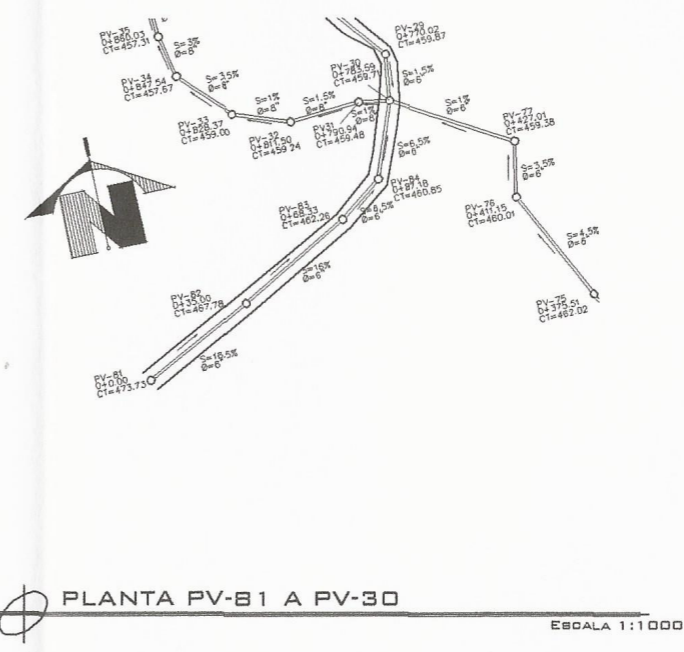 PV-35
0+860.03
CT=457.31
S=3%
Ø=8"
PV-34
0+847.54
CT=457.67
S=3.5%
Ø=8"
PV-33
0+828.37
CT=459.00
S=1%
Ø=8"
PV-32
0+811.50
CT=459.24
S=1.5%
Ø=8"
PV31
0+790.94
CT=459.48
S=1%
Ø=8"
PV-30
0+783.69
PV-29
0+770.02
CT=459.87
S=1.5%
Ø=6"
S=1%
Ø=6"
PV-77
0+427.01
CT=459.38
S=3.5%
Ø=6"
PV-76
0+411.15
CT=460.01
S=4.5%
Ø=6"
PV-75
0+375.51
CT=462.02
S=6.5%
Ø=6"
PV-84
0+87.18
CT=460.85
S=8.5%
Ø=6"
PV-83
0+68.33
CT=462.26
S=16%
Ø=6"
PV-82
0+35.00
CT=467.78
S=16.5%
Ø=6"
PV-81
0+0.00
CT=473.73
N
PLANTA PV-81 A PV-30
ESCALA 1:1000